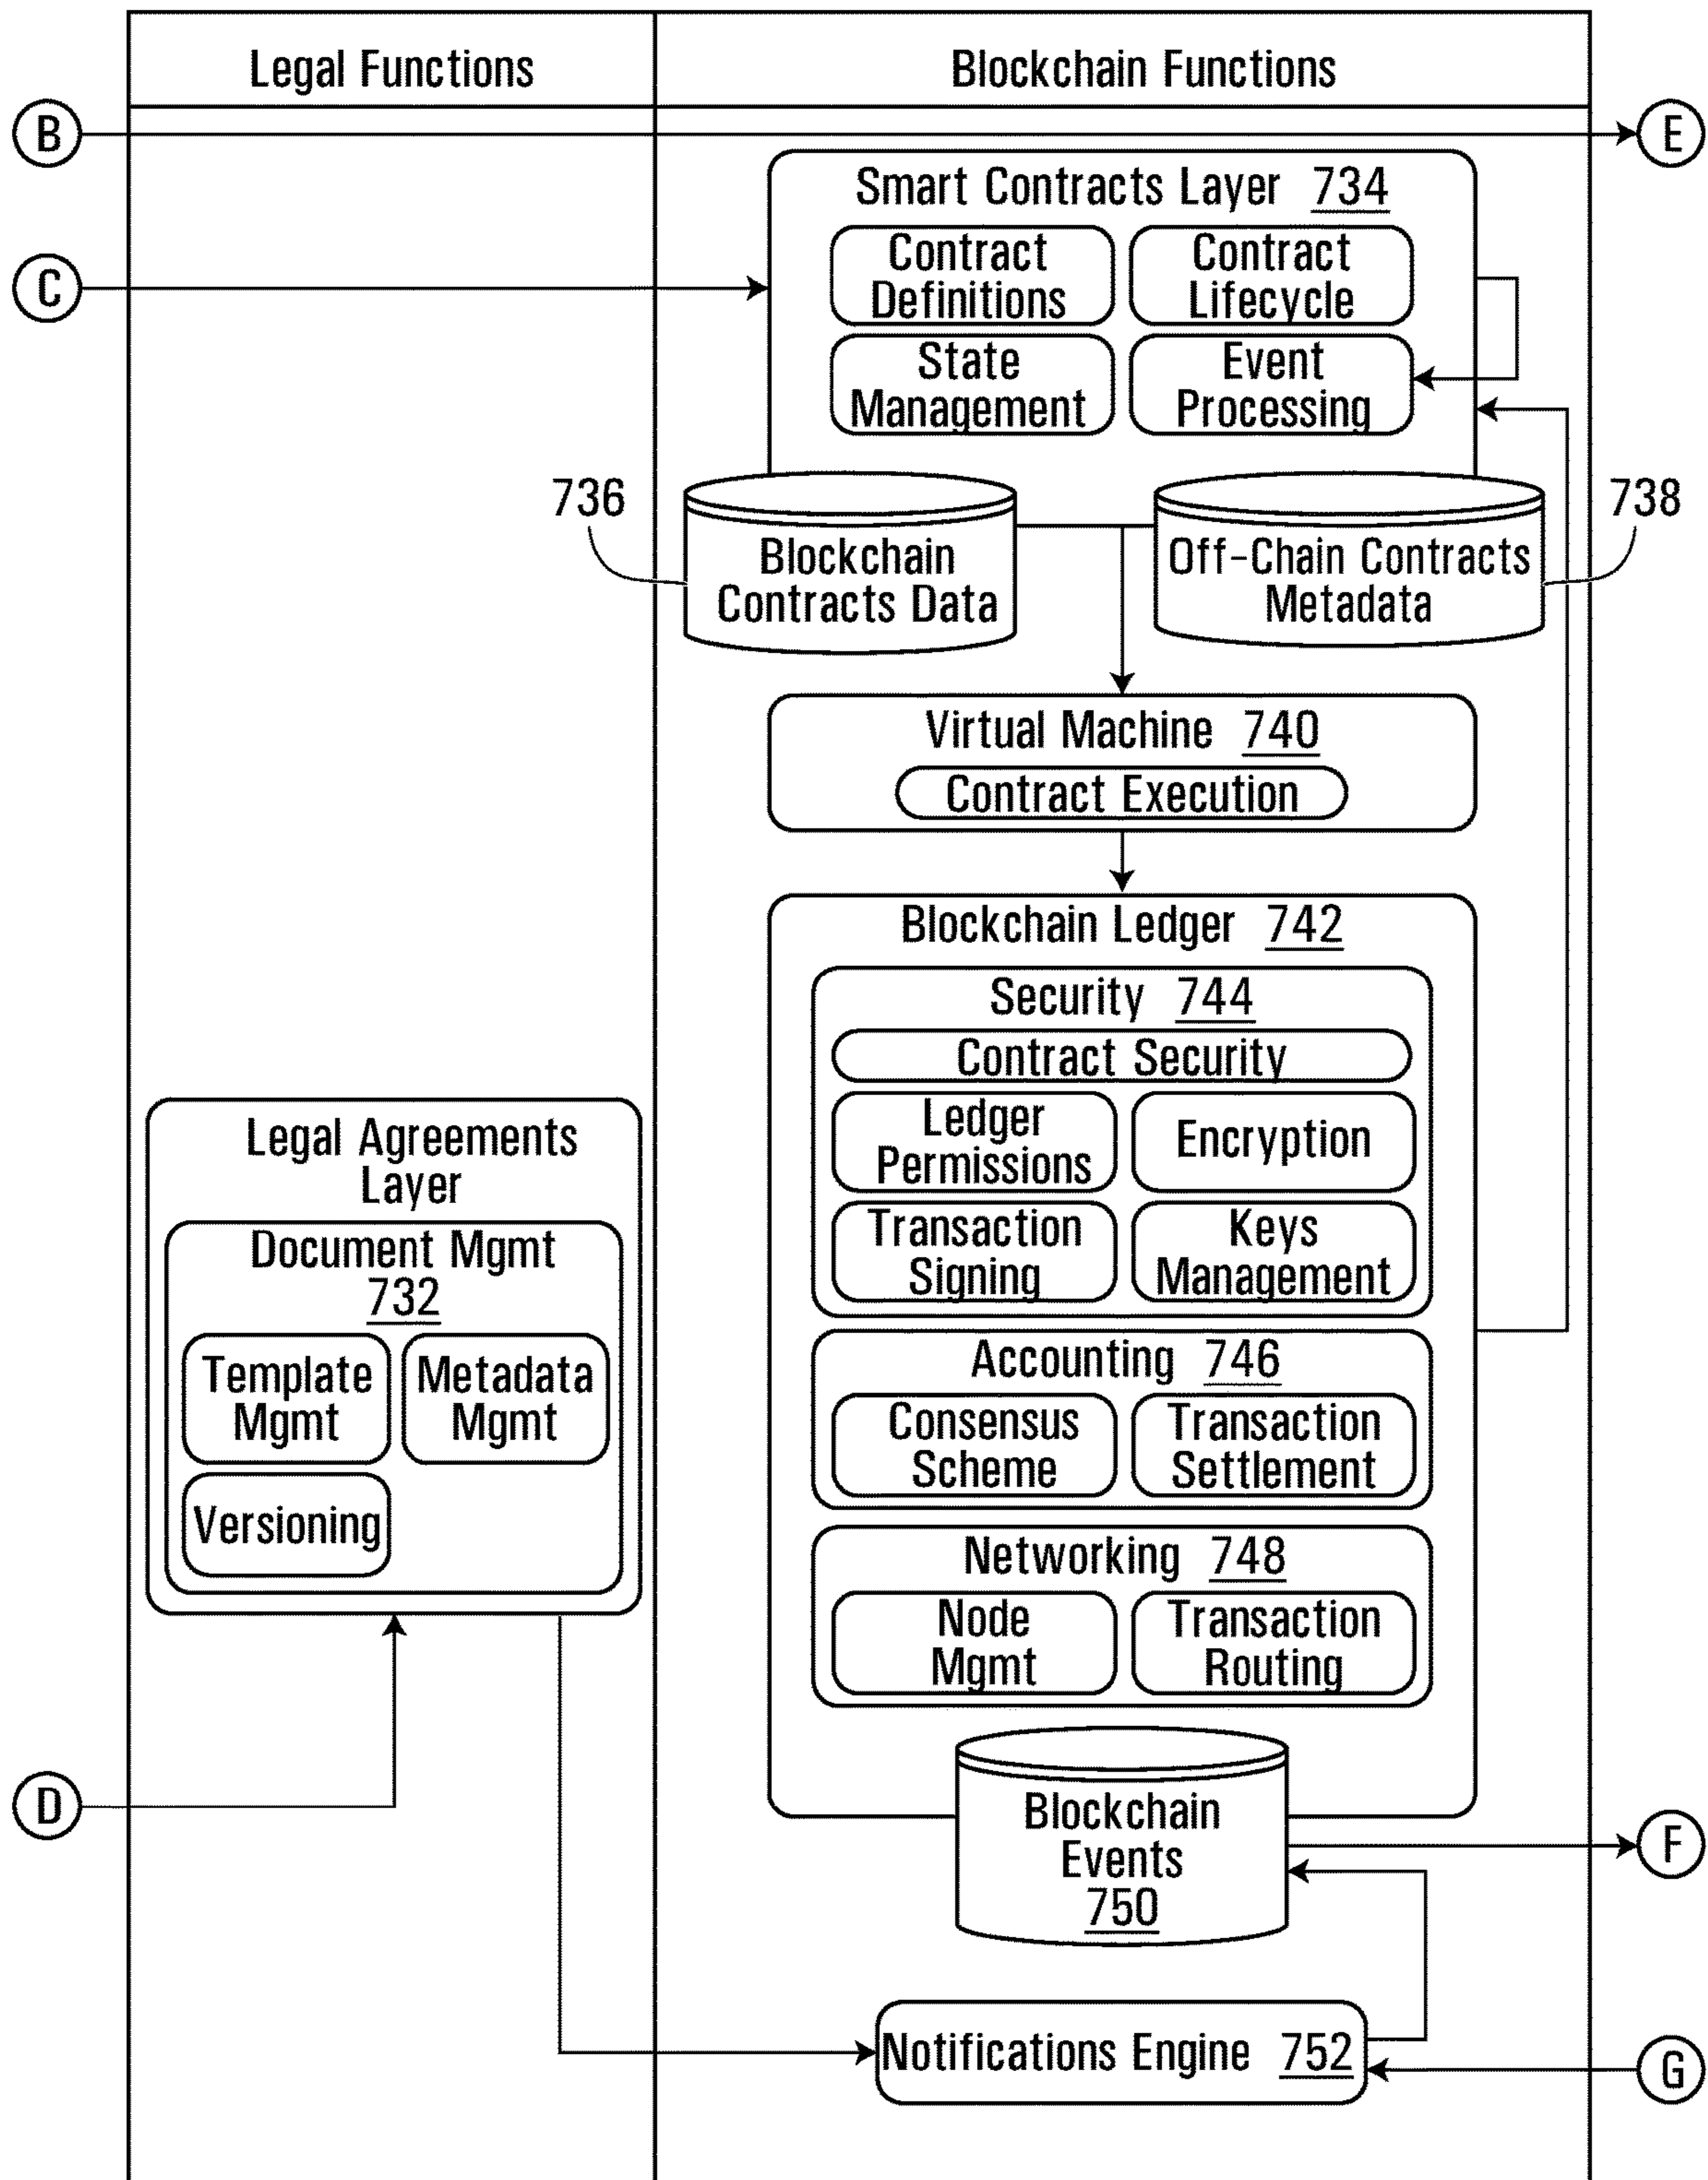 Legal Functions
Blockchain Functions
B
E
Smart Contracts Layer 734
C
Contract
Definitions
Contract
Lifecycle
State
Management
Event
Processing
736
738
Blockchain
Contracts Data
Off-Chain Contracts
Metadata
Virtual Machine 740
Contract Execution
Blockchain Ledger 742
Security 744
Contract Security
Ledger
Permissions
Encryption
Transaction
Signing
Keys
Management
Legal Agreements
Layer
Document Mgmt
732
Template
Mgmt
Metadata
Mgmt
Versioning
Accounting 746
Consensus
Scheme
Transaction
Settlement
Networking 748
Node
Mgmt
Transaction
Routing
D
Blockchain
Events
750
F
Notifications Engine 752
G